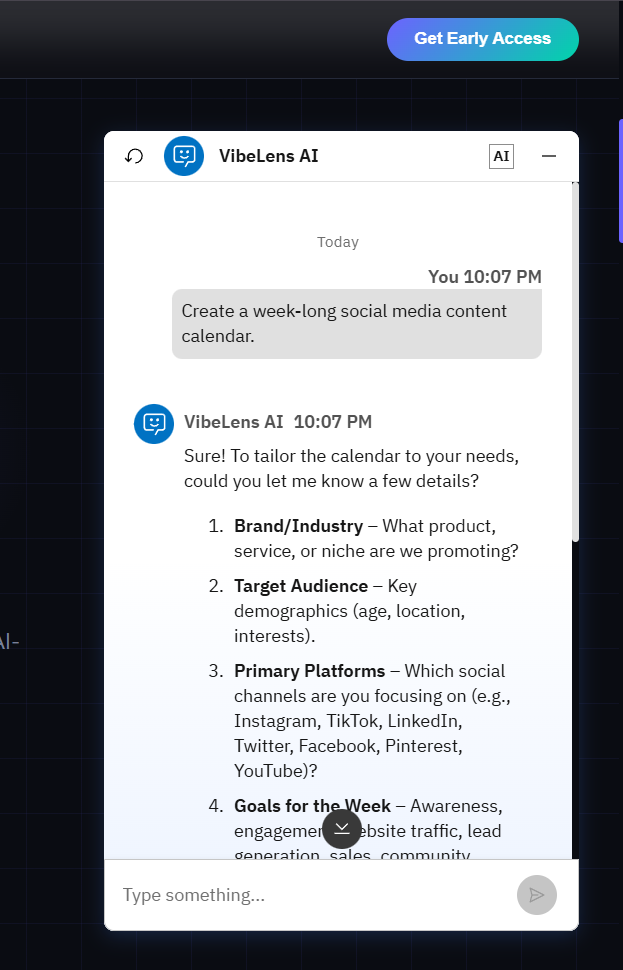 Get Early Access
VibeLens AI
AI
Today
You 10:07 PM
Create a week-long social media content
calendar.
VibeLens AI 10:07 PM
Sure! To tailor the calendar to your needs,
could you let me know a few details?
1. Brand/Industry – What product,
service, or niche are we promoting?
2. Target Audience – Key
demographics (age, location,
interests).
AI-
3. Primary Platforms – Which social
channels are you focusing on (e.g.,
Instagram, TikTok, LinkedIn,
Twitter, Facebook, Pinterest,
YouTube)?
4. Goals for the Week – Awareness,
engagemen ebsite traffic, lead
generation, sales, community
Type something...